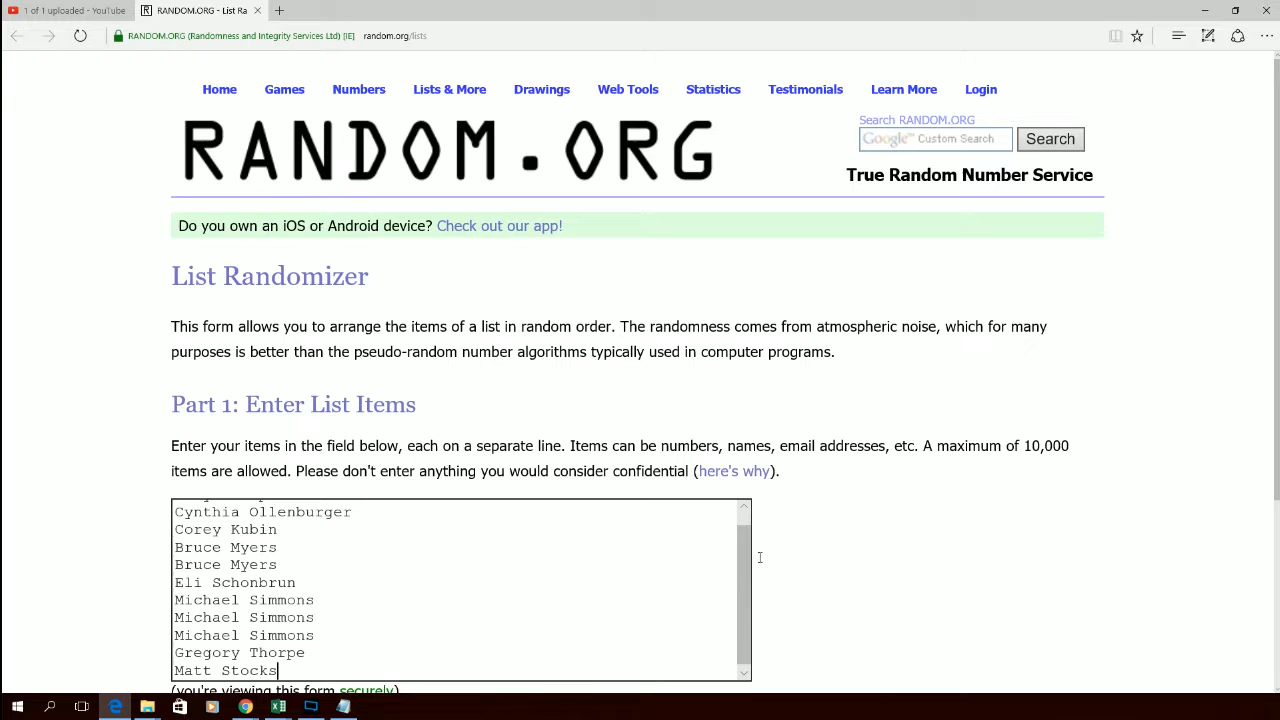 1 of 1 uploaded - YouTube
RANDOM.ORG - List Ra
RANDOM.ORG (Randomness and Integrity Services Ltd) [IE]
random.org/lists
Home Games Numbers Lists & More Drawings Web Tools Statistics Testimonials Learn More Login
RANDOM.ORG
Search RANDOM.ORG
Google Custom Search
Search
True Random Number Service
Do you own an iOS or Android device? Check out our app!
List Randomizer
This form allows you to arrange the items of a list in random order. The randomness comes from atmospheric noise, which for many
purposes is better than the pseudo-random number algorithms typically used in computer programs.
Part 1: Enter List Items
Enter your items in the field below, each on a separate line. Items can be numbers, names, email addresses, etc. A maximum of 10,000
items are allowed. Please don't enter anything you would consider confidential (here's why).
Cynthia Ollenburger
Corey Kubin
Bruce Myers
Bruce Myers
Eli Schonbrun
Michael Simmons
Michael Simmons
Michael Simmons
Gregory Thorpe
Matt Stocks
(you're viewing this form securely)